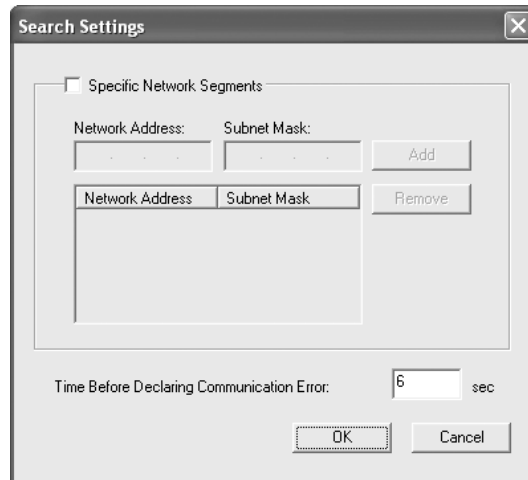 Search Settings
Specific Network Segments
Network Address: Subnet Mask:
Add
Network Address Subnet Mask
Remove
Time Before Declaring Communication Error: 6 sec
OK Cancel